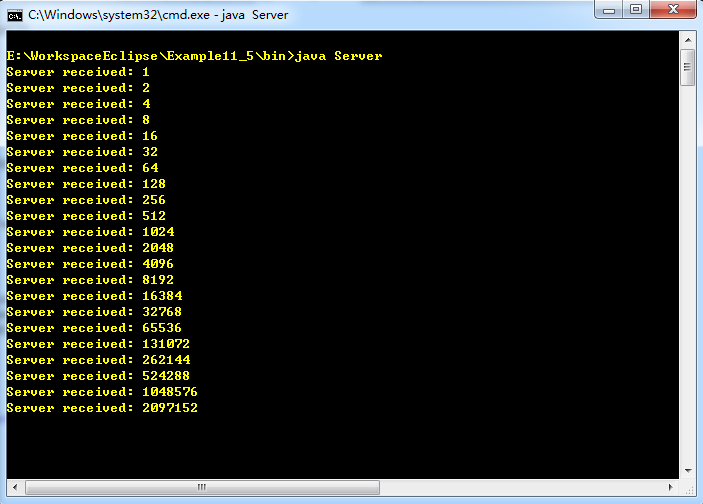 C:\Windows\system32\cmd.exe - java  Server
E:\WorkspaceEclipse\Example11_5\bin>java Server
Server received: 1
Server received: 2
Server received: 4
Server received: 8
Server received: 16
Server received: 32
Server received: 64
Server received: 128
Server received: 256
Server received: 512
Server received: 1024
Server received: 2048
Server received: 4096
Server received: 8192
Server received: 16384
Server received: 32768
Server received: 65536
Server received: 131072
Server received: 262144
Server received: 524288
Server received: 1048576
Server received: 2097152